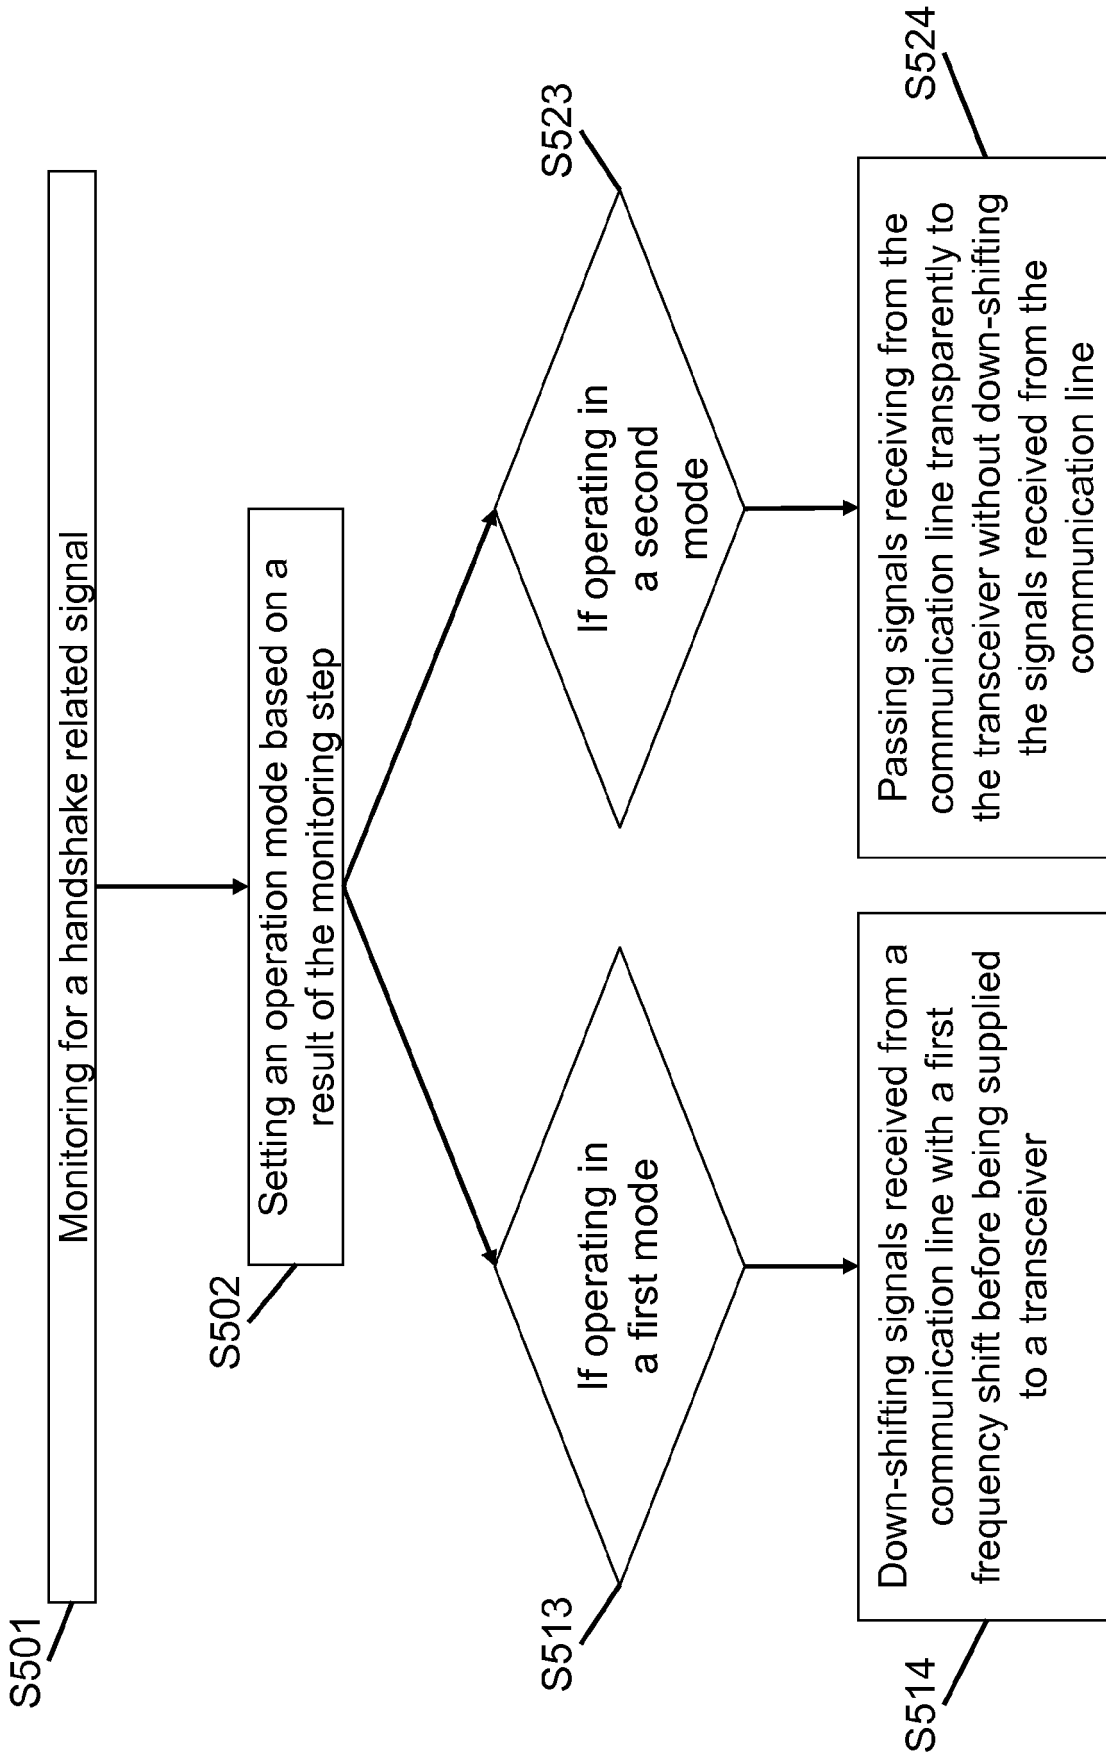 S501
Monitoring for a handshake related signal
S502
Setting an operation mode based on a
result of the monitoring step
S513
If operating in
a first mode
S523
If operating in
a second
mode
S514
Down-shifting signals received from a
communication line with a first
frequency shift before being supplied
to a transceiver
S524
Passing signals receiving from the
communication line transparently to
the transceiver without down-shifting
the signals received from the
communication line